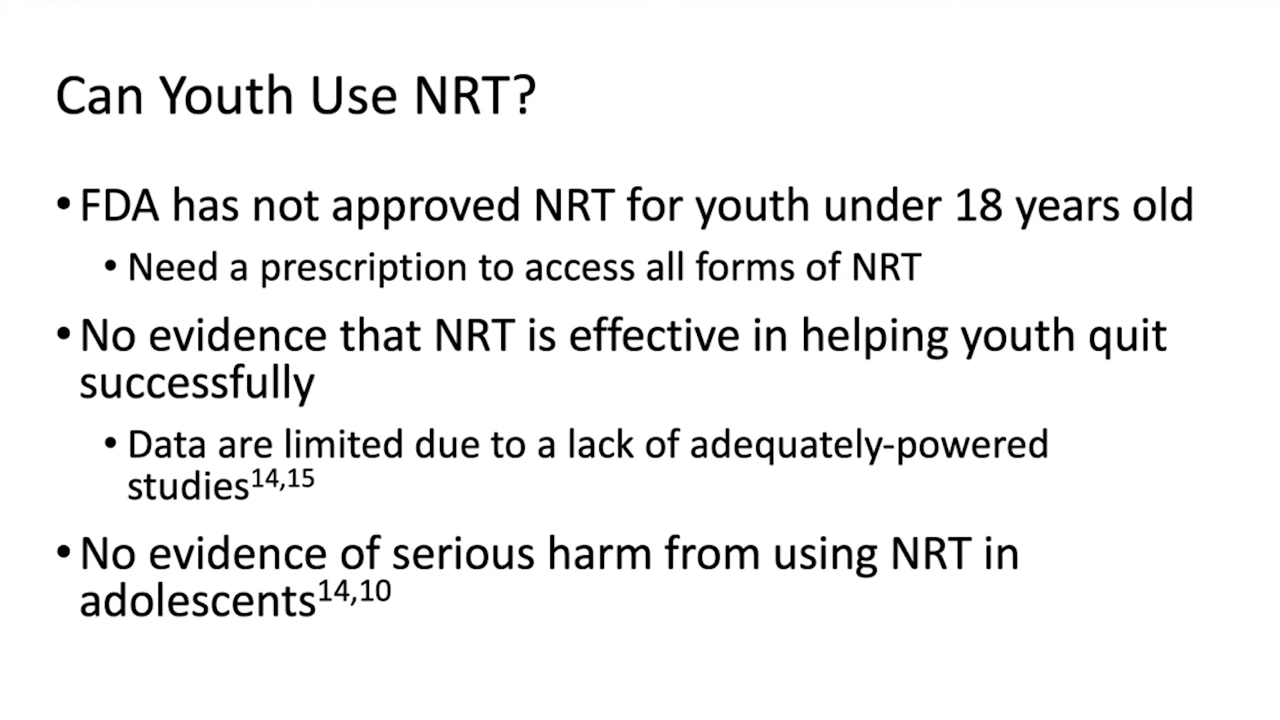 Can Youth Use NRT?
• FDA has not approved NRT for youth under 18 years old
• Need a prescription to access all forms of NRT
• No evidence that NRT is effective in helping youth quit
successfully
• Data are limited due to a lack of adequately-powered
studies14,15
• No evidence of serious harm from using NRT in
adolescents14,10